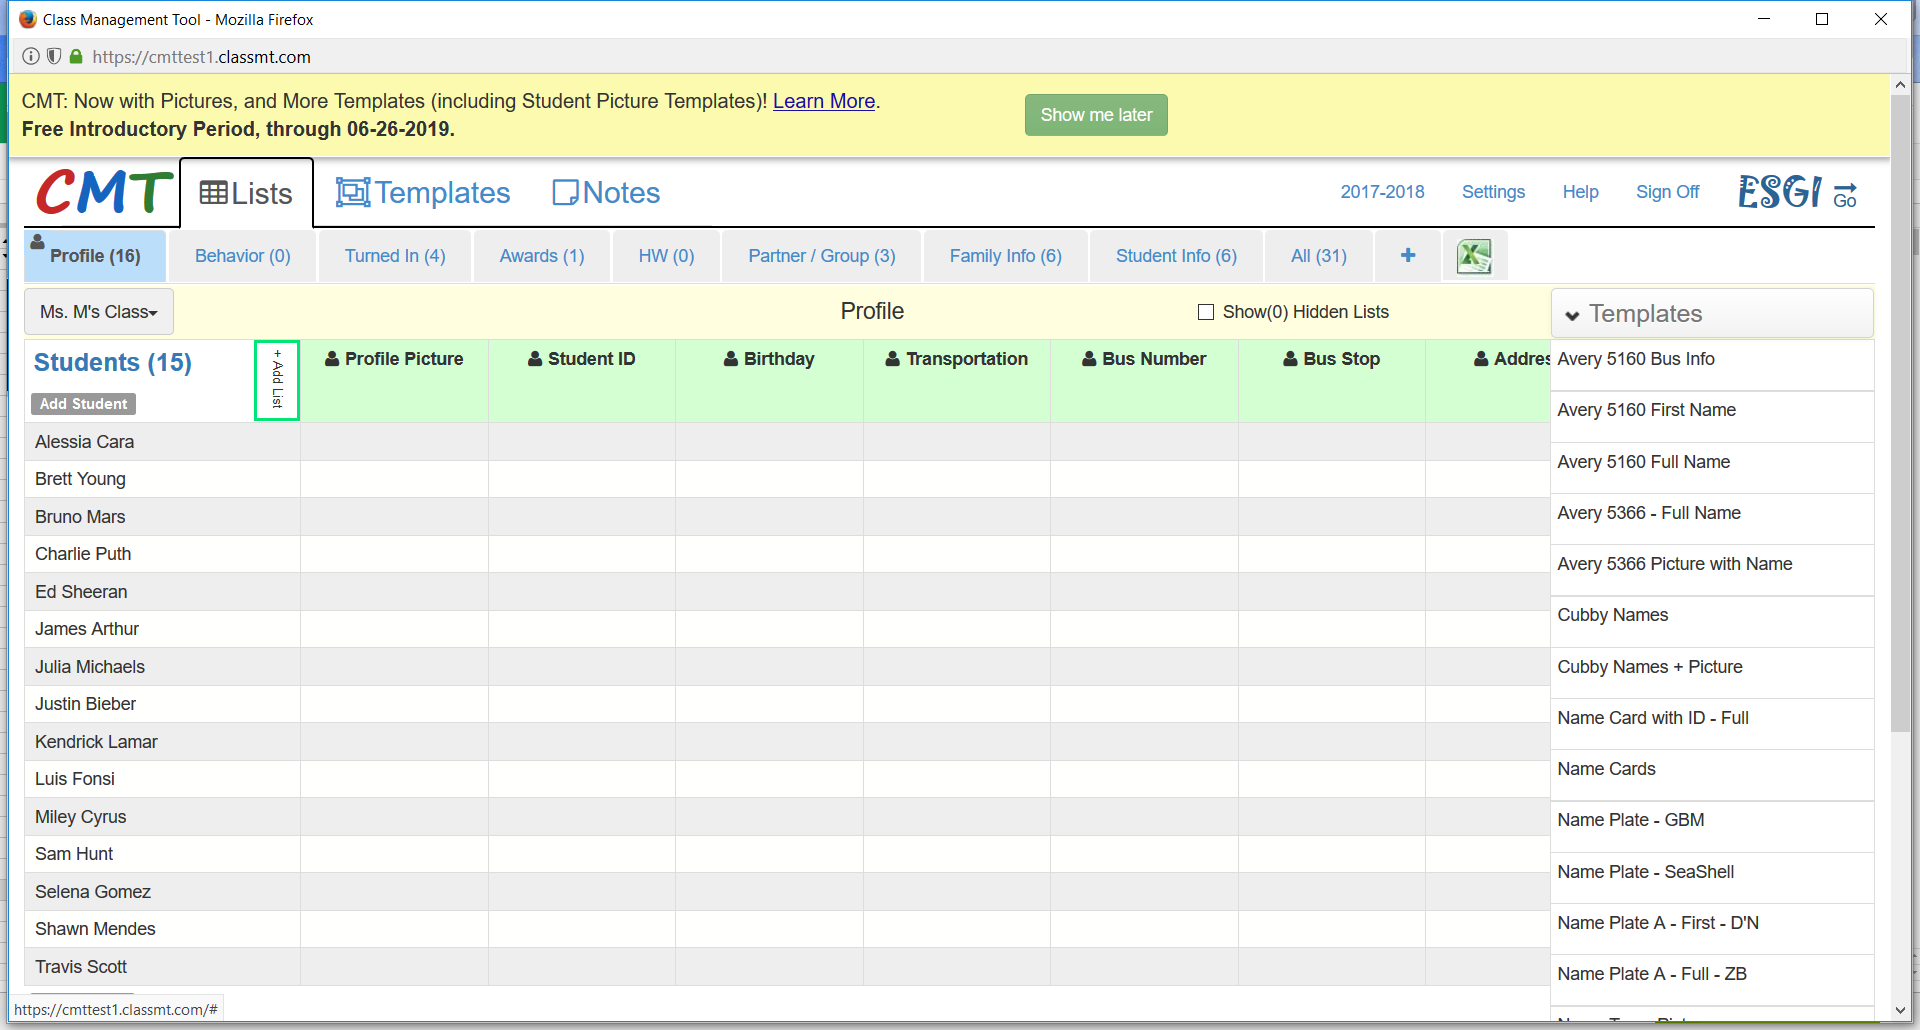 Class Management Tool - Mozilla Firefox
https://cmttest1.classmt.com
CMT: Now with Pictures, and More Templates (including Student Picture Templates)! Learn More.
Free Introductory Period, through 06-26-2019.
Show me later
CMT
Lists
Templates
Notes
2017-2018
Settings
Help
Sign Off
ESGI Go
Profile (16)
Behavior (0)
Turned In (4)
Awards (1)
HW (0)
Partner / Group (3)
Family Info (6)
Student Info (6)
All (31)
+
Ms. M's Class
Profile
Show(0) Hidden Lists
Templates
Students (15)
Add Student
+ Add List
Profile Picture
Student ID
Birthday
Transportation
Bus Number
Bus Stop
Addres
Alessia Cara
Brett Young
Bruno Mars
Charlie Puth
Ed Sheeran
James Arthur
Julia Michaels
Justin Bieber
Kendrick Lamar
Luis Fonsi
Miley Cyrus
Sam Hunt
Selena Gomez
Shawn Mendes
Travis Scott
Avery 5160 Bus Info
Avery 5160 First Name
Avery 5160 Full Name
Avery 5366 - Full Name
Avery 5366 Picture with Name
Cubby Names
Cubby Names + Picture
Name Card with ID - Full
Name Cards
Name Plate - GBM
Name Plate - SeaShell
Name Plate A - First - D'N
Name Plate A - Full - ZB
https://cmttest1.classmt.com/#